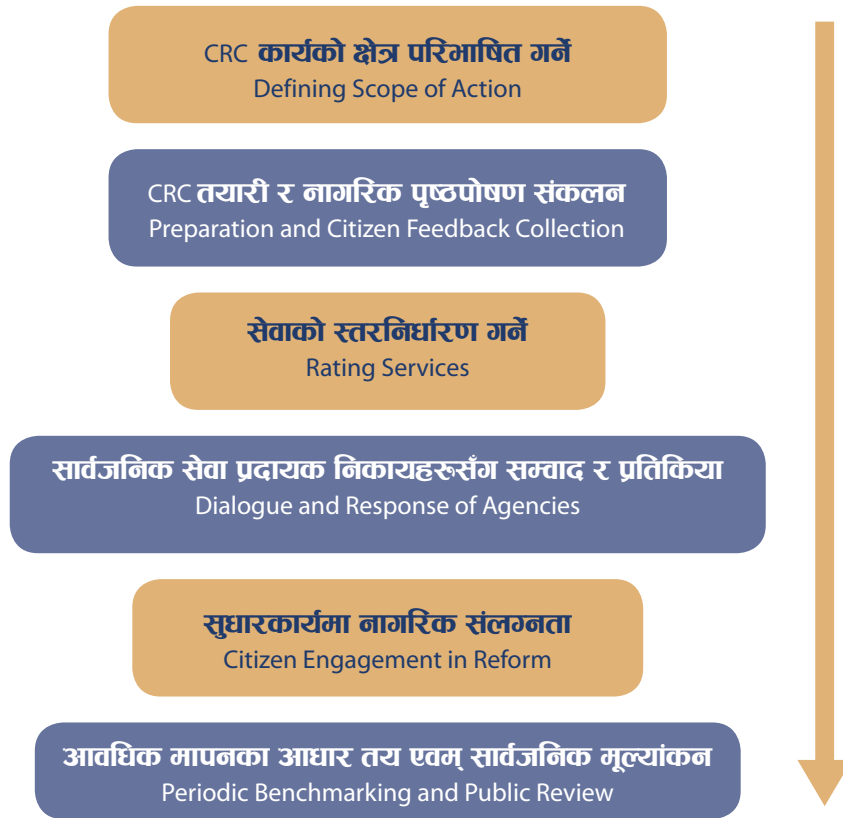 CRC कार्यको क्षेत्र परिभाषित गर्ने
Defining Scope of Action
CRC तयारी र नागरिक पृष्ठपोषण संकलन
Preparation and Citizen Feedback Collection
सेवाको स्तरनिर्धारण गर्ने
Rating Services
सार्वजनिक सेवा प्रदायक निकायहरूसँग सम्वाद र प्रतिकिया
Dialogue and Response of Agencies
सुधारकार्यमा नागरिक संलग्नता
Citizen Engagement in Reform
आवधिक मापनका आधार तय एवम् सार्वजनिक मूल्यांकन
Periodic Benchmarking and Public Review